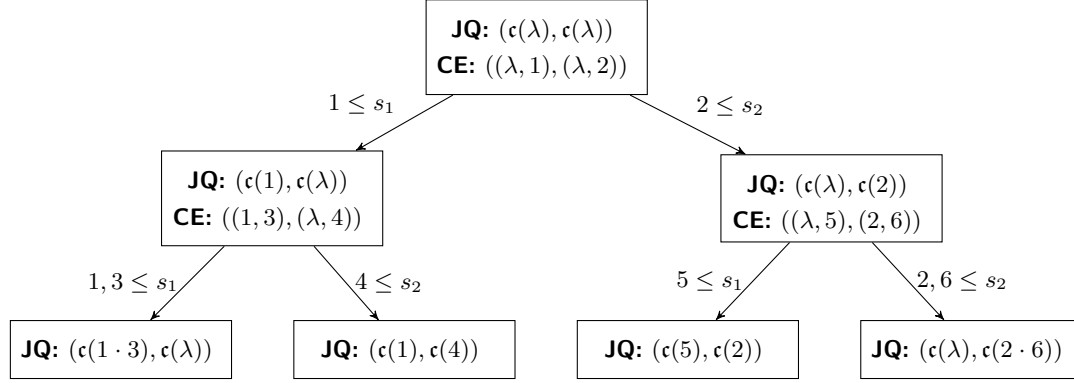 JQ: (𝔠(λ), 𝔠(λ))
CE: ((λ, 1), (λ, 2))
1 ≤ s₁
2 ≤ s₂
JQ: (𝔠(1), 𝔠(λ))
CE: ((1, 3), (λ, 4))
JQ: (𝔠(λ), 𝔠(2))
CE: ((λ, 5), (2, 6))
1, 3 ≤ s₁
4 ≤ s₂
5 ≤ s₁
2, 6 ≤ s₂
JQ: (𝔠(1 · 3), 𝔠(λ))
JQ: (𝔠(1), 𝔠(4))
JQ: (𝔠(5), 𝔠(2))
JQ: (𝔠(λ), 𝔠(2 · 6))